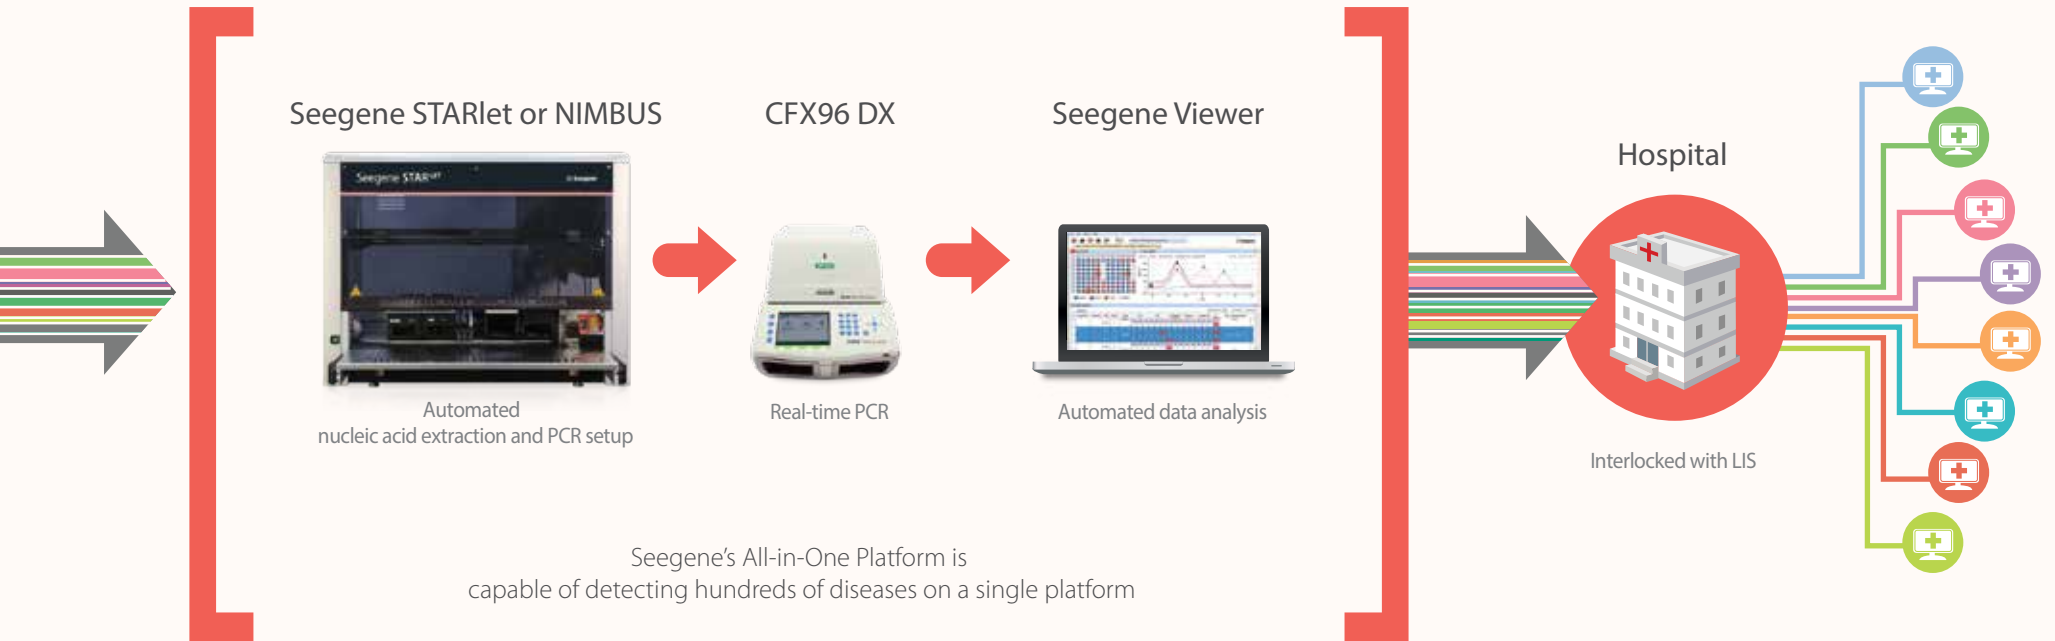 Seegene STARlet or NIMBUS
CFX96 DX
Seegene Viewer
Hospital
Seegene STARlet
Automated
nucleic acid extraction and PCR setup
Real-time PCR
Automated data analysis
Interlocked with LIS
Seegene’s All-in-One Platform is
capable of detecting hundreds of diseases on a single platform